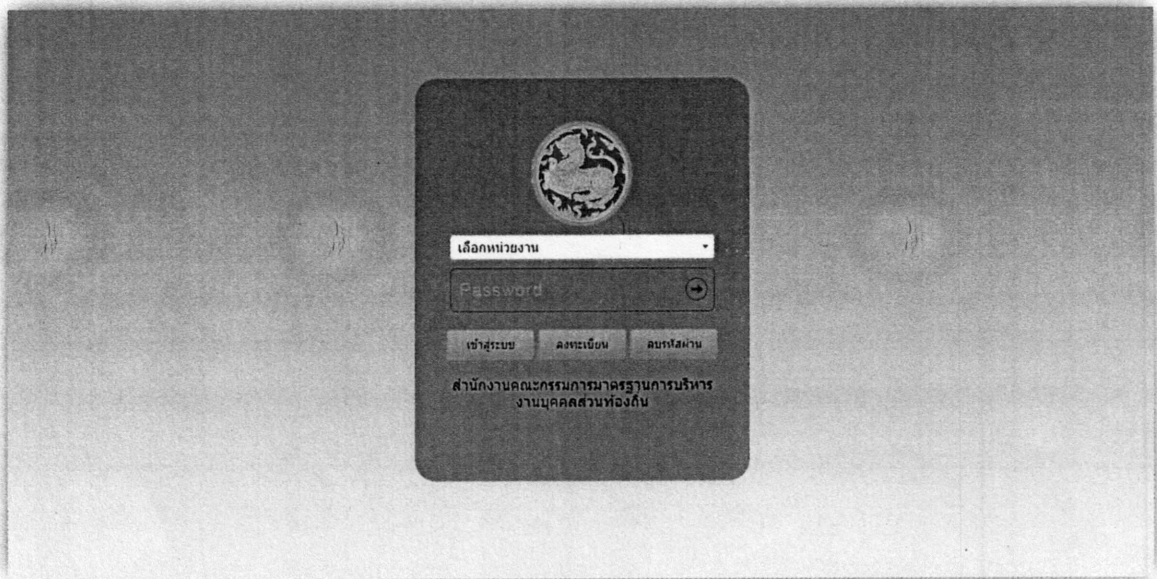 เลือกหน่วยงาน
Password
เข้าสู่ระบบ ลงทะเบียน ลบรหัสผ่าน
สำนักงานคณะกรรมการมาตรฐานการบริหาร
งานบุคคลส่วนท้องถิ่น